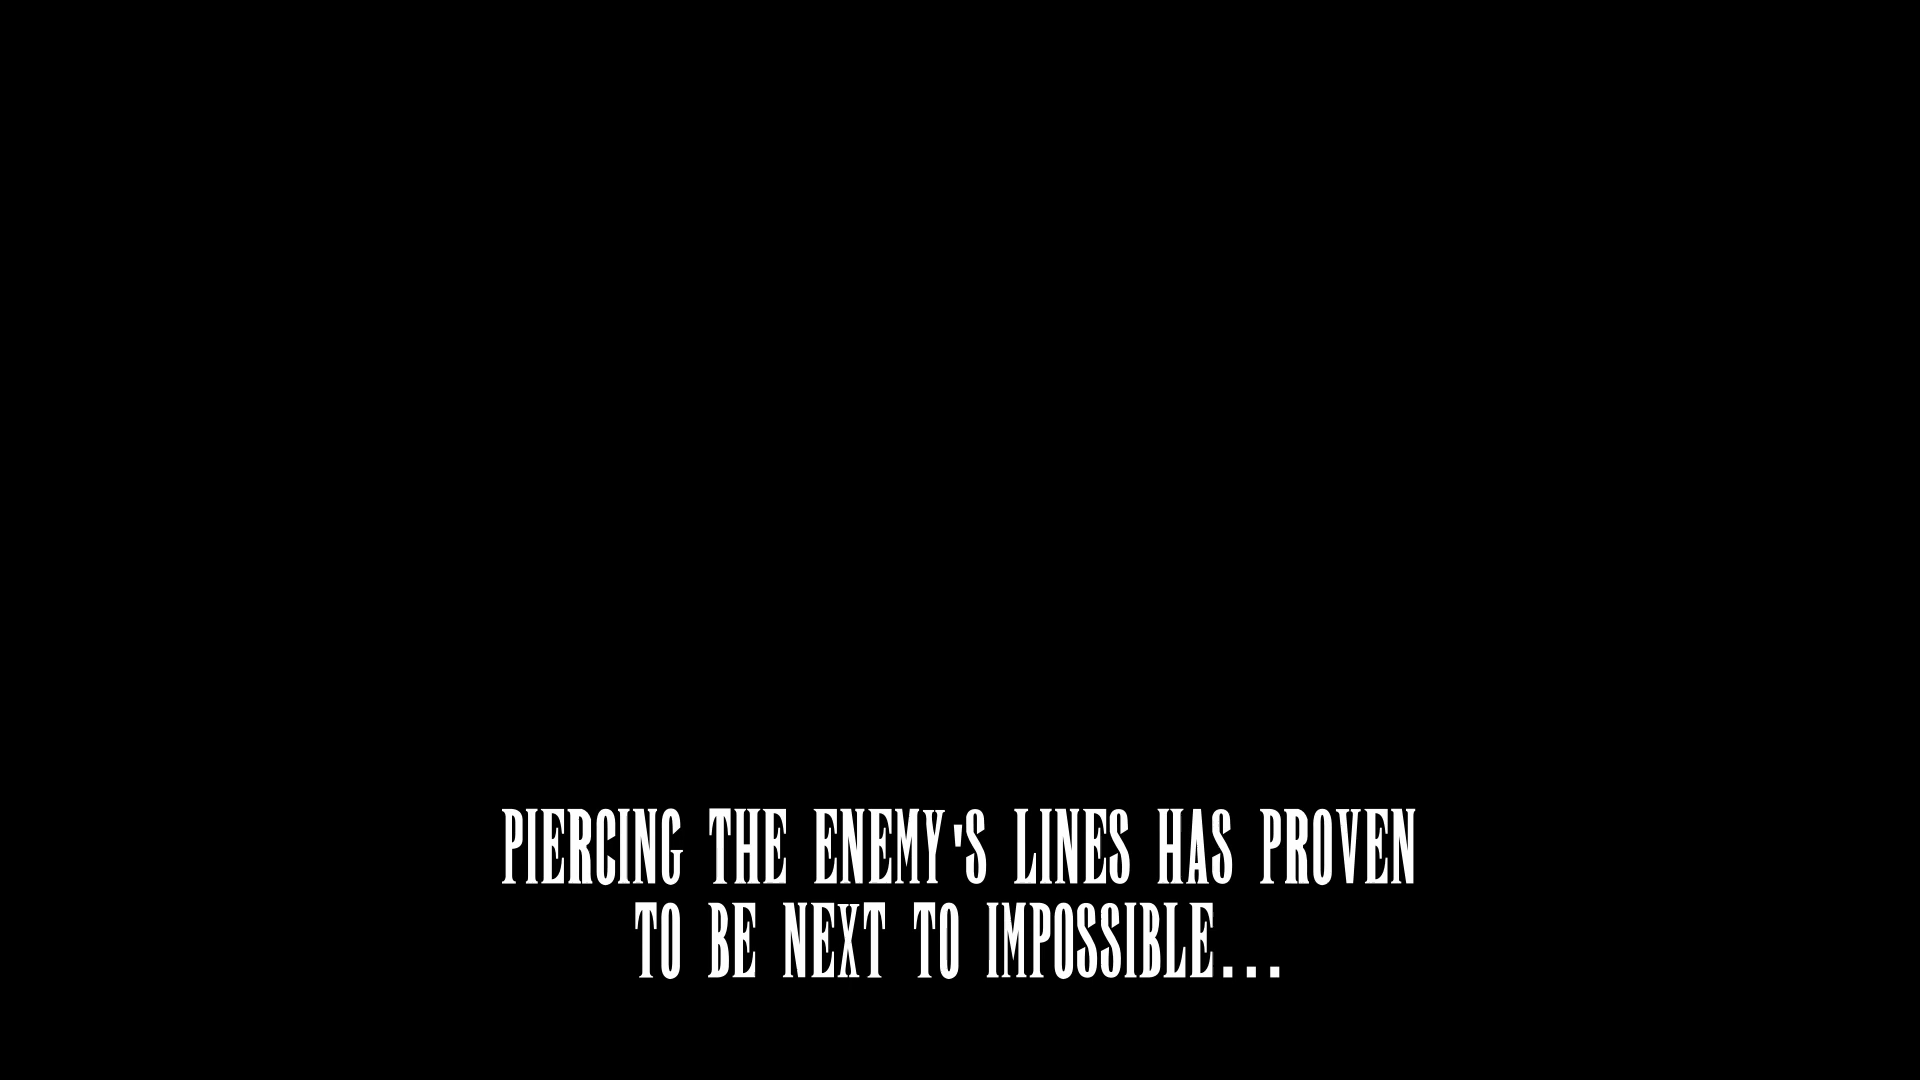 PIERCING THE ENEMY'S LINES HAS PROVEN
TO BE NEXT TO IMPOSSIBLE...